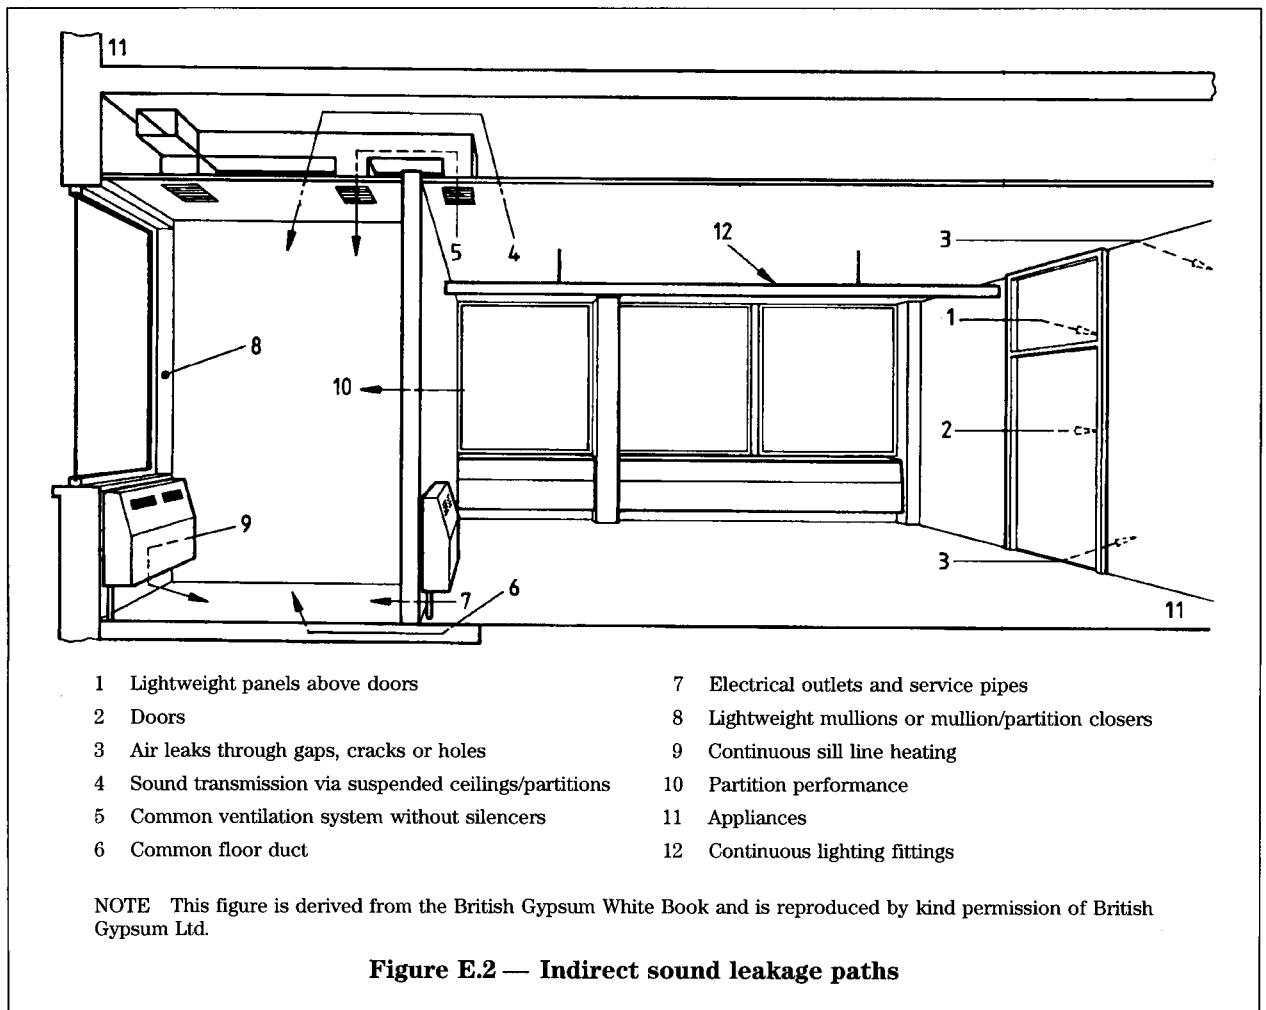 11
12
3
5
4
1
8
10
2
9
3
6
7
11
1 Lightweight panels above doors
2 Doors
3 Air leaks through gaps, cracks or holes
4 Sound transmission via suspended ceilings/partitions
5 Common ventilation system without silencers
6 Common floor duct
7 Electrical outlets and service pipes
8 Lightweight mullions or mullion/partition closers
9 Continuous sill line heating
10 Partition performance
11 Appliances
12 Continuous lighting fittings
NOTE This figure is derived from the British Gypsum White Book and is reproduced by kind permission of British
Gypsum Ltd.
Figure E.2 — Indirect sound leakage paths